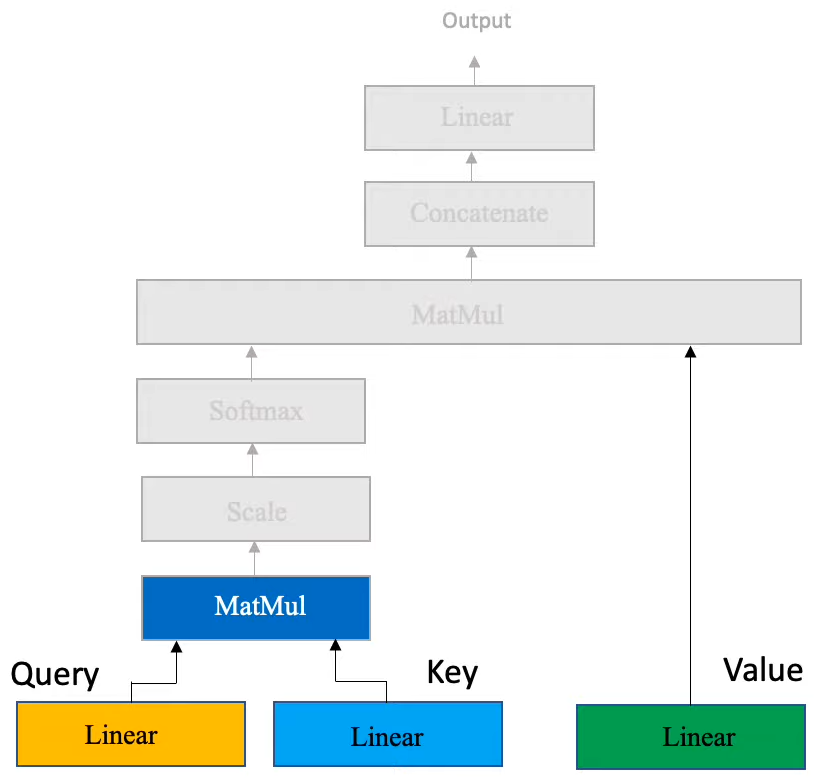 Output
Linear
Concatenate
MatMul
Softmax
Scale
MatMul
Query
Key
Value
Linear
Linear
Linear